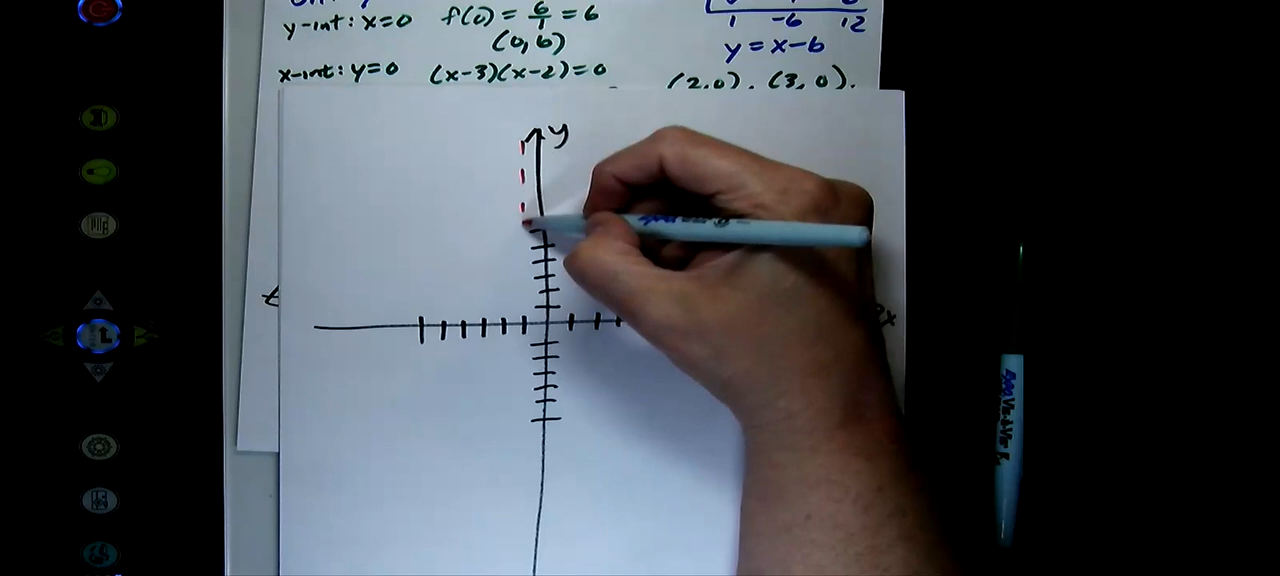 y-int: x=0 f(0) = 6/1 = 6
(0, 6)
x-int: y=0 (x-3)(x-2)=0
1 -6 12
y = x-6
(2,0), (3,0).
y
x